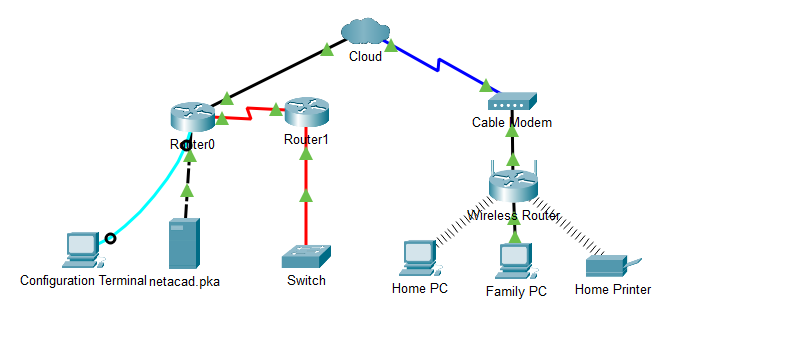 Cloud
Router0
Router1
Cable Modem
Wireless Router
Configuration Terminal
netacad.pka
Switch
Home PC
Family PC
Home Printer